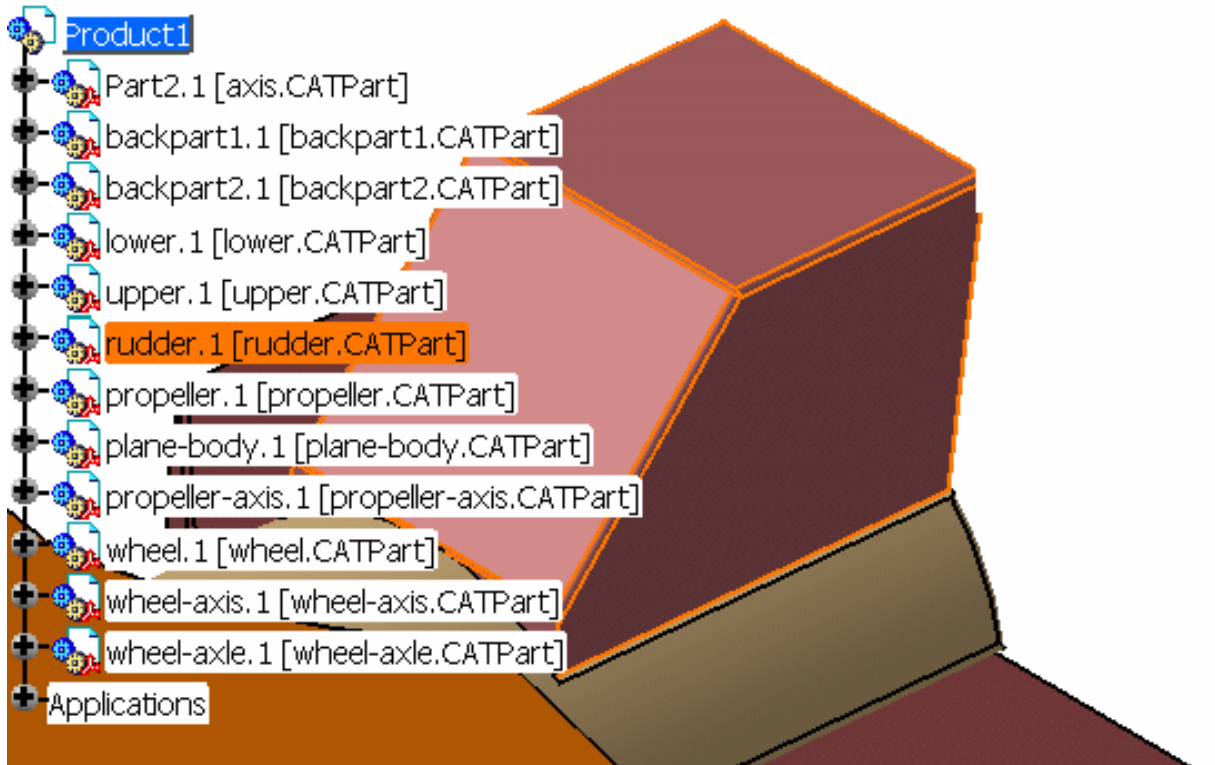 Product1
Part2.1 [axis.CATPart]
backpart1.1 [backpart1.CATPart]
backpart2.1 [backpart2.CATPart]
lower.1 [lower.CATPart]
upper.1 [upper.CATPart]
rudder.1 [rudder.CATPart]
propeller.1 [propeller.CATPart]
plane-body.1 [plane-body.CATPart]
propeller-axis.1 [propeller-axis.CATPart]
wheel.1 [wheel.CATPart]
wheel-axis.1 [wheel-axis.CATPart]
wheel-axle.1 [wheel-axle.CATPart]
Applications